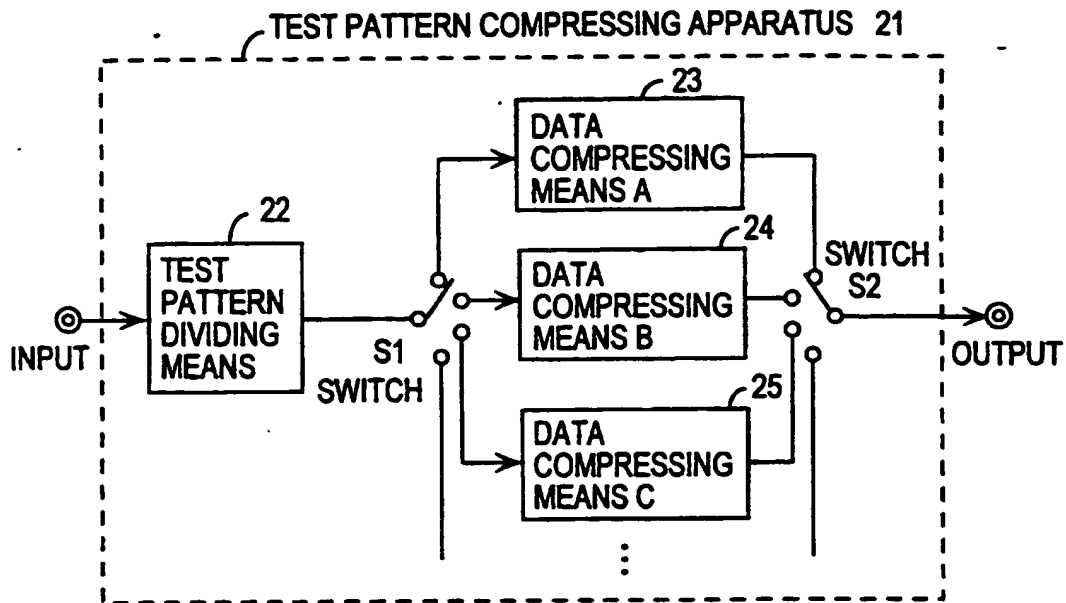 TEST PATTERN COMPRESSING APPARATUS 21
23
DATA
COMPRESSING
MEANS A
22
TEST
PATTERN
DIVIDING
MEANS
INPUT
S1
SWITCH
24
DATA
COMPRESSING
MEANS B
SWITCH
S2
OUTPUT
25
DATA
COMPRESSING
MEANS C